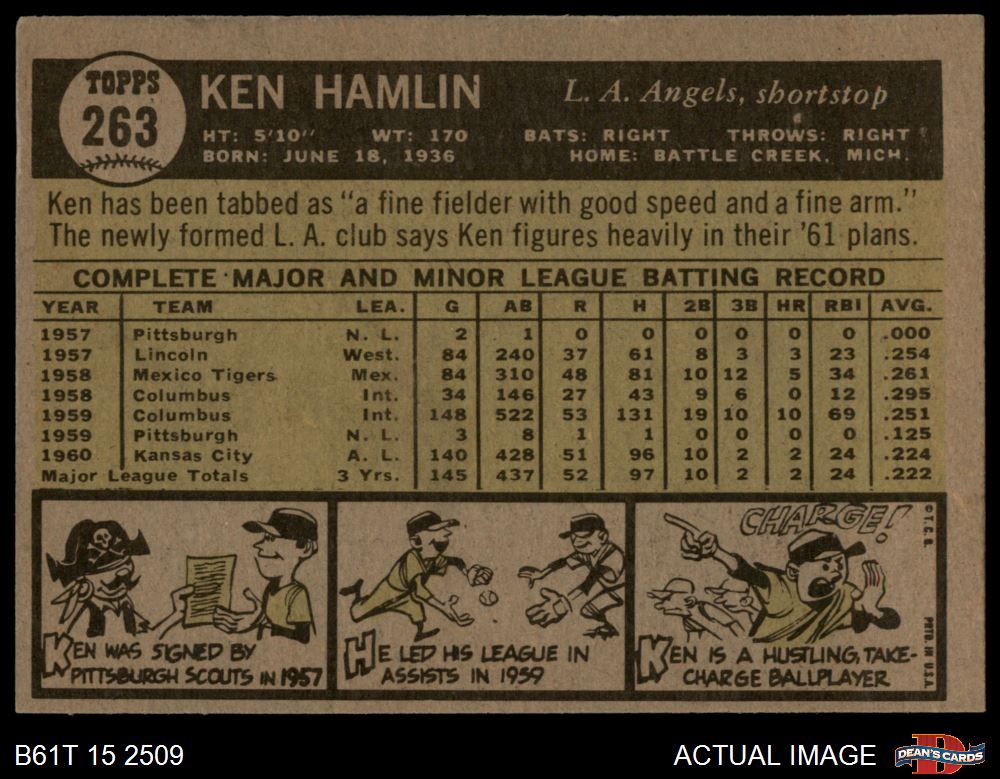 TOPPS
263
KEN HAMLIN
L. A. Angels, shortstop
HT: 5'10" WT: 170 BATS: RIGHT THROWS: RIGHT
BORN: JUNE 18, 1936 HOME: BATTLE CREEK, MICH.
Ken has been tabbed as "a fine fielder with good speed and a fine arm."
The newly formed L. A. club says Ken figures heavily in their '61 plans.
COMPLETE MAJOR AND MINOR LEAGUE BATTING RECORD
YEAR TEAM LEA. G AB R H 2B 3B HR RBI AVG.
1957 Pittsburgh N. L. 2 1 0 0 0 0 0 0 .000
1957 Lincoln West. 84 240 37 61 8 3 3 23 .254
1958 Mexico Tigers Mex. 84 310 48 81 10 12 5 34 .261
1958 Columbus Int. 34 146 27 43 9 6 0 12 .295
1959 Columbus Int. 148 522 53 131 19 10 10 69 .251
1959 Pittsburgh N. L. 3 8 1 1 0 0 0 0 .125
1960 Kansas City A. L. 140 428 51 96 10 2 2 24 .224
Major League Totals 3 Yrs. 145 437 52 97 10 2 2 24 .222
KEN WAS SIGNED BY
PITTSBURGH SCOUTS IN 1957
HE LED HIS LEAGUE IN
ASSISTS IN 1959
CHARGE!
KEN IS A HUSTLING, TAKE-
CHARGE BALLPLAYER
© T.C.G.
PRTD. IN U.S.A.
B61T 15 2509
ACTUAL IMAGE
DEAN'S CARDS